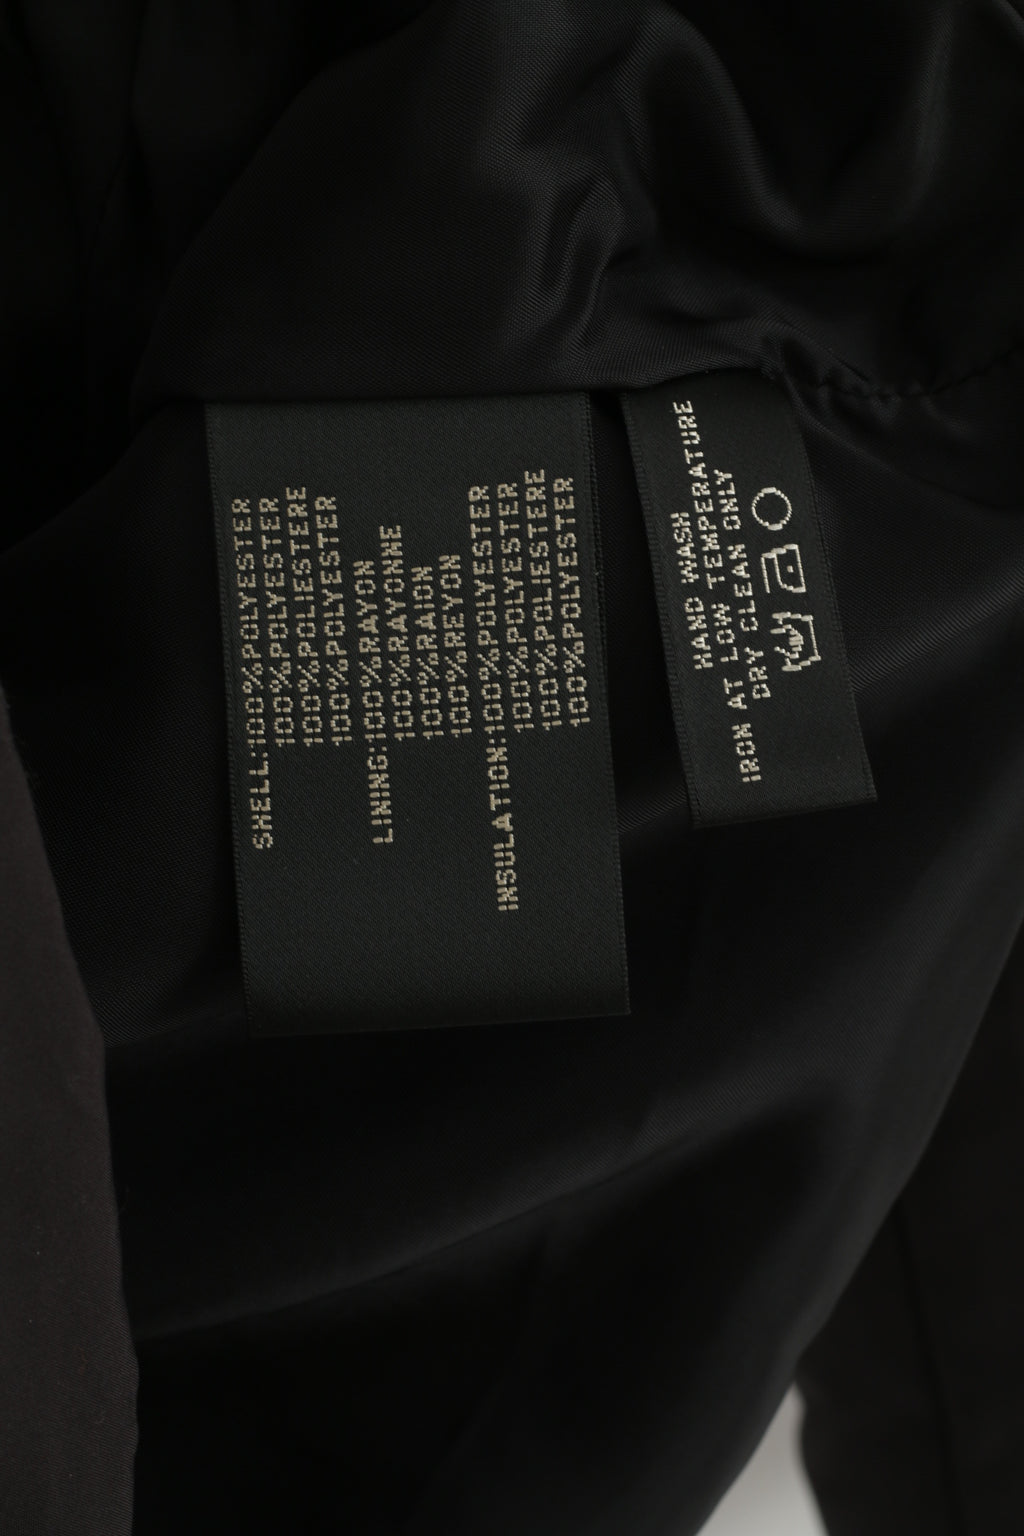 SHELL:100%POLYESTER
100%POLYESTER
100%POLIESTERE
100%POLYESTER
LINING:100%RAYON
100%RAYONNE
100%RAION
100%REYON
INSULATION:100%POLYESTER
100%POLYESTER
100%POLIESTERE
100%POLYESTER
HAND WASH
IRON AT LOW TEMPERATURE
DRY CLEAN ONLY